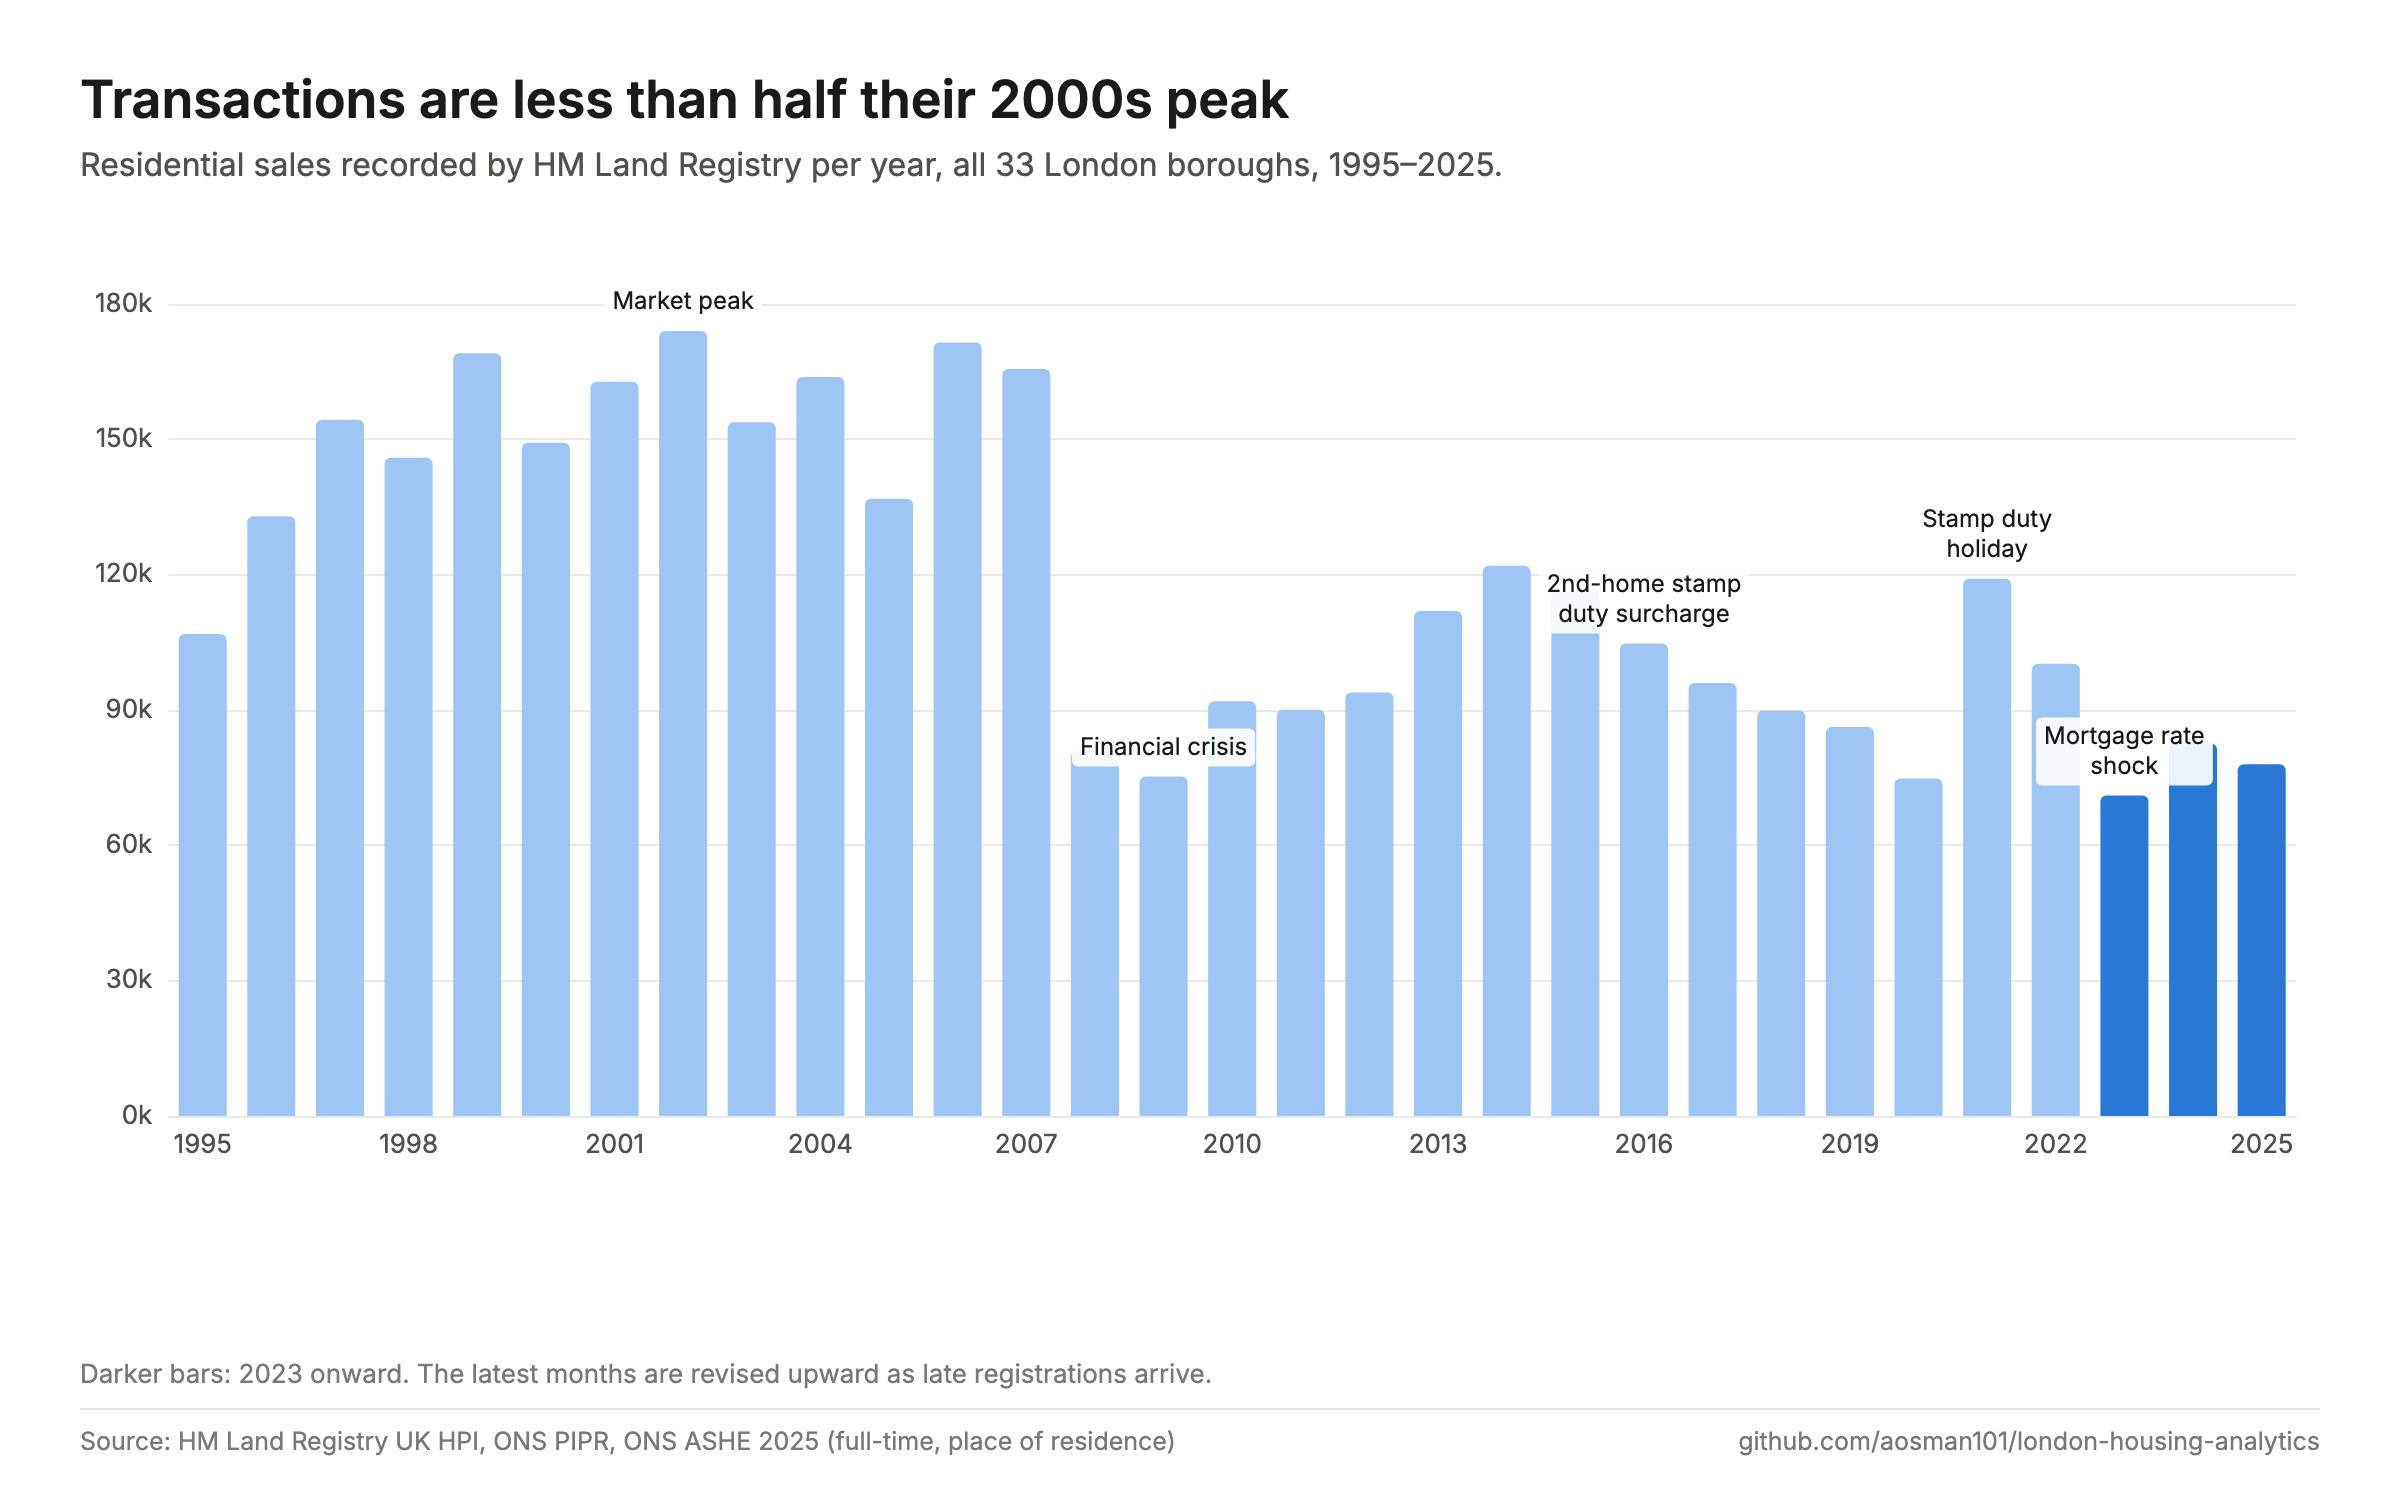 Transactions are less than half their 2000s peak
Residential sales recorded by HM Land Registry per year, all 33 London boroughs, 1995–2025.
180k
150k
120k
90k
60k
30k
0k
Market peak
Financial crisis
2nd-home stamp
duty surcharge
Stamp duty
holiday
Mortgage rate
shock
1995
1998
2001
2004
2007
2010
2013
2016
2019
2022
2025
Darker bars: 2023 onward. The latest months are revised upward as late registrations arrive.
Source: HM Land Registry UK HPI, ONS PIPR, ONS ASHE 2025 (full-time, place of residence)
github.com/aosman101/london-housing-analytics